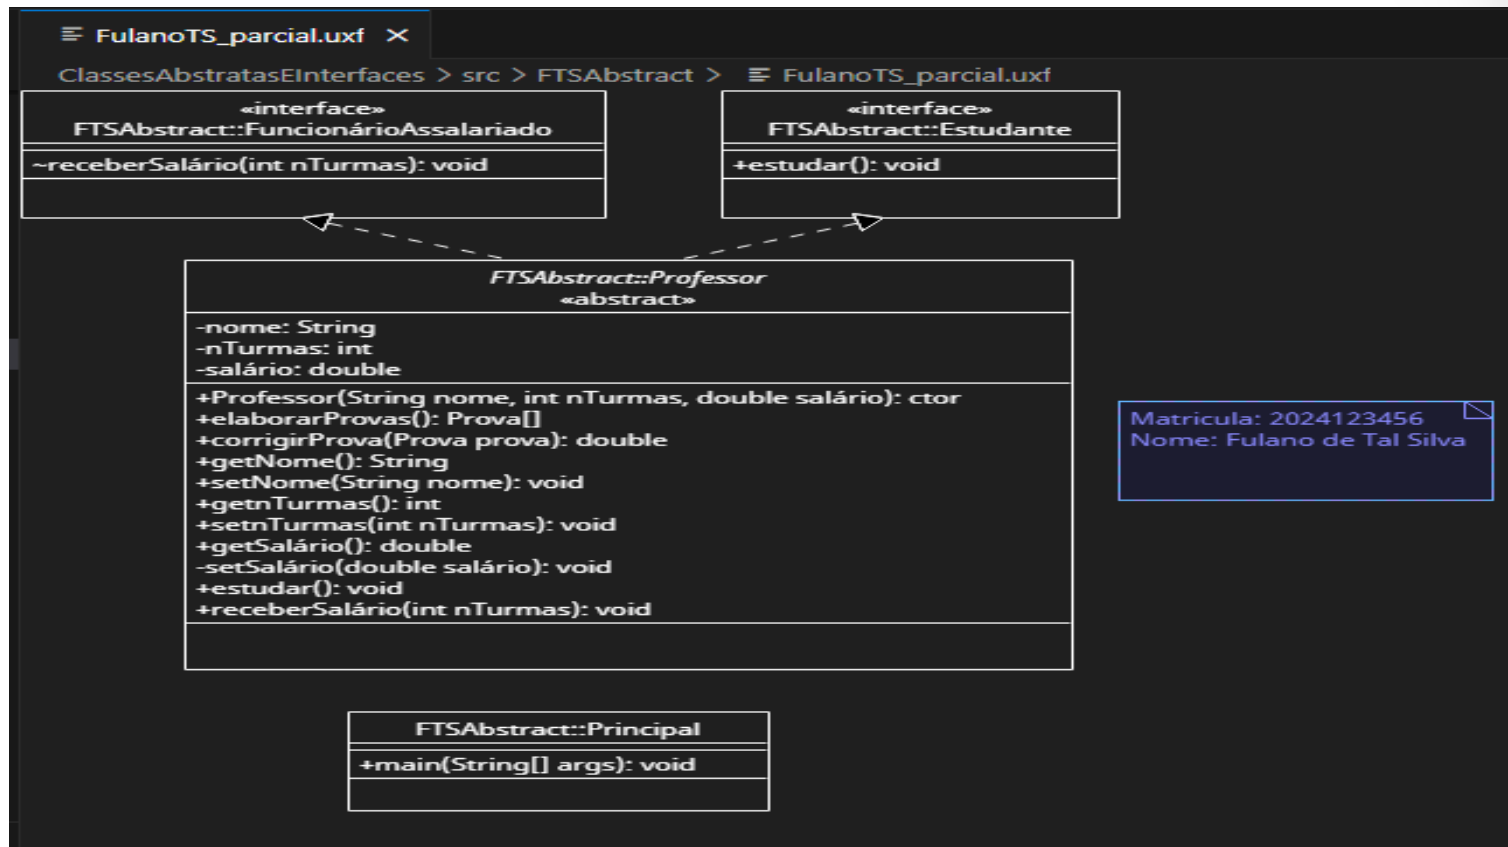 FulanoTS_parcial.uxf
ClassesAbstratasEInterfaces > src > FTSAbstract > FulanoTS_parcial.uxf
«interface»
FTSAbstract::FuncionárioAssalariado
~receberSalário(int nTurmas): void
«interface»
FTSAbstract::Estudante
+estudar(): void
FTSAbstract::Professor
«abstract»
-nome: String
-nTurmas: int
-salário: double
+Professor(String nome, int nTurmas, double salário): ctor
+elaborarProvas(): Prova[]
+corrigirProva(Prova prova): double
+getNome(): String
+setNome(String nome): void
+getnTurmas(): int
+setnTurmas(int nTurmas): void
+getSalário(): double
-setSalário(double salário): void
+estudar(): void
+receberSalário(int nTurmas): void
Matricula: 2024123456
Nome: Fulano de Tal Silva
FTSAbstract::Principal
+main(String[] args): void